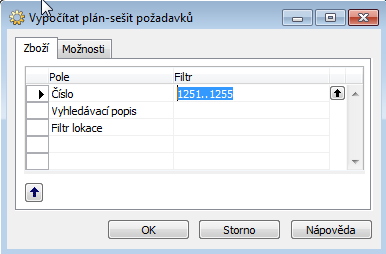 Vypočítat plán-sešit požadavků
Zboží Možnosti
Pole Filtr
Číslo 1251..1255
Vyhledávací popis
Filtr lokace
OK Storno Nápověda